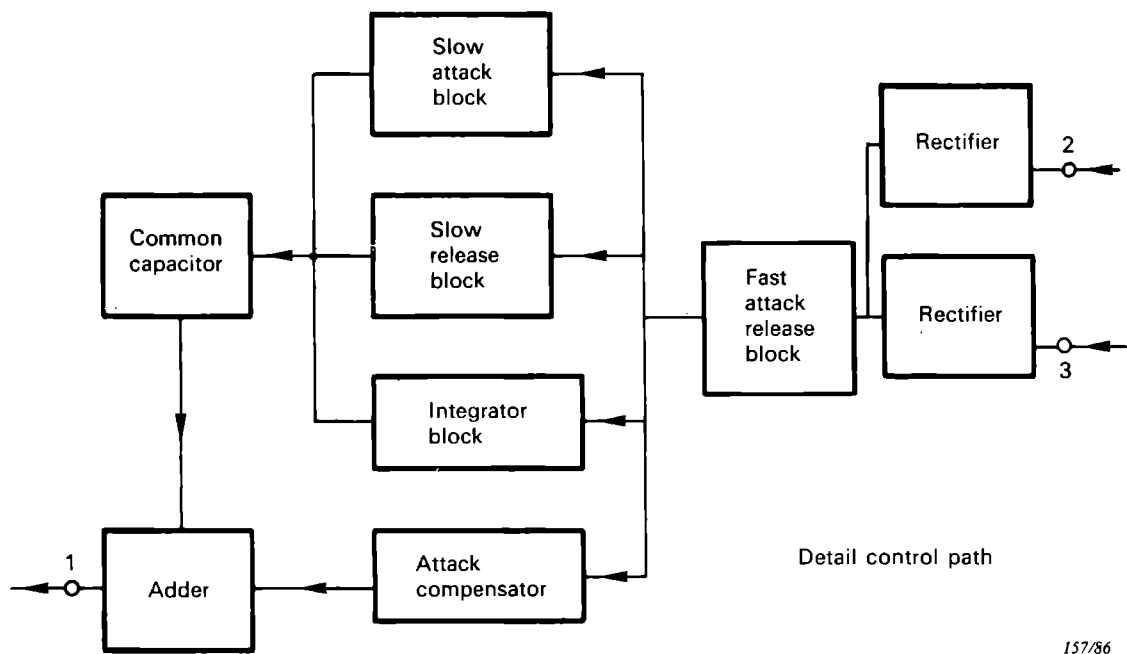 Slow
attack
block
Rectifier
2
Common
capacitor
Slow
release
block
Fast
attack
release
block
Rectifier
3
Integrator
block
1
Adder
Attack
compensator
Detail control path
157/86